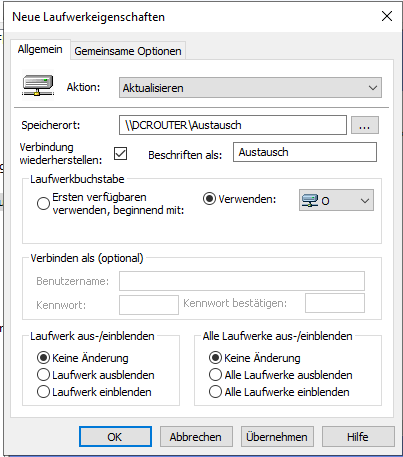 Neue Laufwerkeigenschaften
Allgemein Gemeinsame Optionen
Aktion: Aktualisieren
Speicherort: \\DCROUTER\Austausch ...
Verbindung
wiederherstellen: Beschriften als: Austausch
Laufwerkbuchstabe
Ersten verfügbaren
verwenden, beginnend mit:
Verwenden: O
Verbinden als (optional)
Benutzername:
Kennwort: Kennwort bestätigen:
Laufwerk aus-/einblenden
Keine Änderung
Laufwerk ausblenden
Laufwerk einblenden
Alle Laufwerke aus-/einblenden
Keine Änderung
Alle Laufwerke ausblenden
Alle Laufwerke einblenden
OK Abbrechen Übernehmen Hilfe